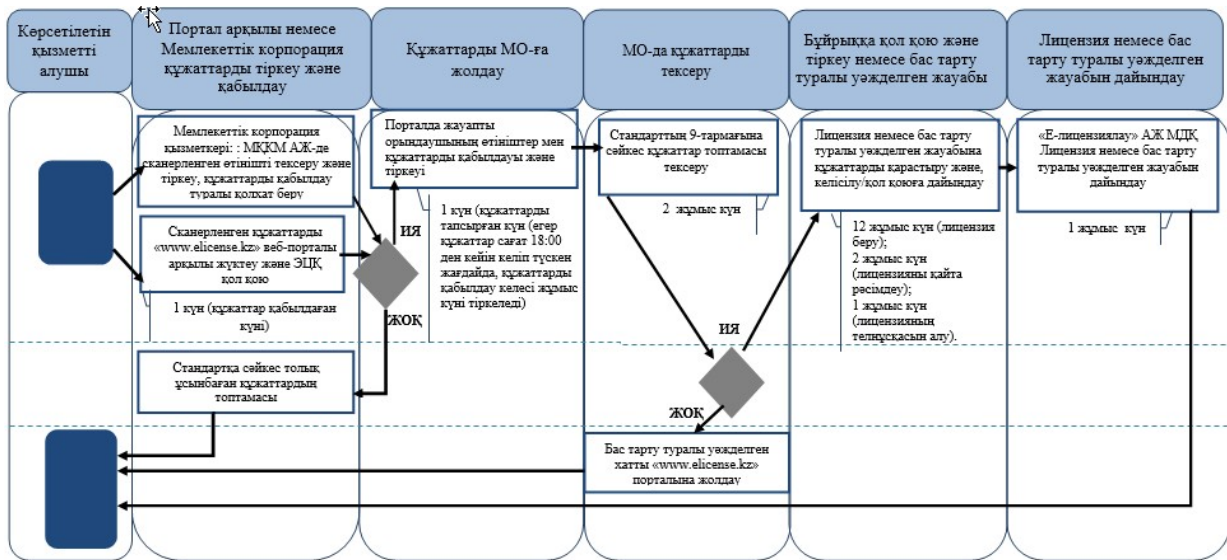 Көрсетілетін
қызметті
алушы
Портал арқылы немесе
Мемлекеттік корпорация
құжаттарды тіркеу және
қабылдау
Құжаттарды МО-ға
жолдау
МО-да құжаттарды
тексеру
Бұйрыққа қол қою және
тіркеу немесе бас тарту
туралы уәжделген жауабы
Лицензия немесе бас
тарту туралы уәжделген
жауабын дайындау
Мемлекеттік корпорация
қызметкері: : МҚКМ АЖ-де
сканерленген өтінішті тексеру және
тіркеу, құжаттарды қабылдау
туралы қолхат беру
Сканерленген құжаттарды
«www.elicense.kz» веб-порталы
арқылы жүктеу және ЭЦҚ
қол қою
1 күн (құжаттар қабылдаған
күні)
Стандартқа сәйкес толық
ұсынбаған құжаттардың
топтамасы
ИЯ
ЖОҚ
Порталда жауапты
орындаушының өтініштер мен
құжаттарды қабылдауы және
тіркеуі
1 күн (құжаттарды
тапсырған күн (егер
құжаттар сағат 18:00
ден кейін келіп түскен
жағдайда, құжаттарды
қабылдау келесі жұмыс
күні тіркеледі)
Стандарттың 9-тармағына
сәйкес құжаттар топтамасы
тексеру
2 жұмыс күн
ИЯ
ЖОҚ
Бас тарту туралы уәжделген
хатты «www.elicense.kz»
порталына жолдау
Лицензия немесе бас тарту
туралы уәжделген жауабына
құжаттарды қарастыру және,
келісілу/қол қоюға дайындау
12 жұмыс күн (лицензия
беру);
2 жұмыс күн
(лицензияны қайта
рәсімдеу);
1 жұмыс күн
(лицензияның
телнұсқасын алу).
«Е-лицензиялау» АЖ МДҚ
Лицензия немесе бас тарту
туралы уәжделген жауабын
дайындау
1 жұмыс күн